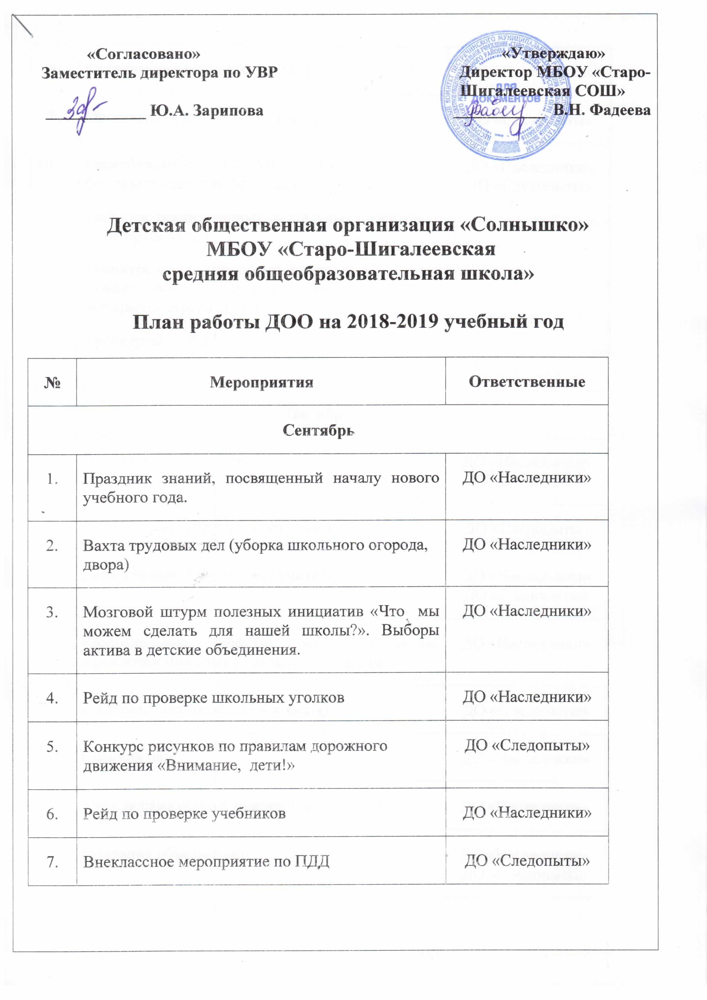 «Согласовано»
Заместитель директора по УВР
Ю.А. Зарипова
«Утверждаю»
Директор МБОУ «Старо-
Шигалеевская СОШ»
В.Н. Фадеева
ДЛЯ
ДОКУМЕНТОВ
Детская общественная организация «Солнышко»
МБОУ «Старо-Шигалеевская
средняя общеобразовательная школа»
План работы ДОО на 2018-2019 учебный год
№ Мероприятия Ответственные
Сентябрь
1. Праздник знаний, посвященный началу нового ДО «Наследники»
учебного года.
2. Вахта трудовых дел (уборка школьного огорода, ДО «Наследники»
двора)
3. Мозговой штурм полезных инициатив «Что мы ДО «Наследники»
можем сделать для нашей школы?». Выборы
актива в детские объединения.
4. Рейд по проверке школьных уголков ДО «Наследники»
5. Конкурс рисунков по правилам дорожного ДО «Следопыты»
движения «Внимание, дети!»
6. Рейд по проверке учебников ДО «Наследники»
7. Внеклассное мероприятие по ПДД ДО «Следопыты»